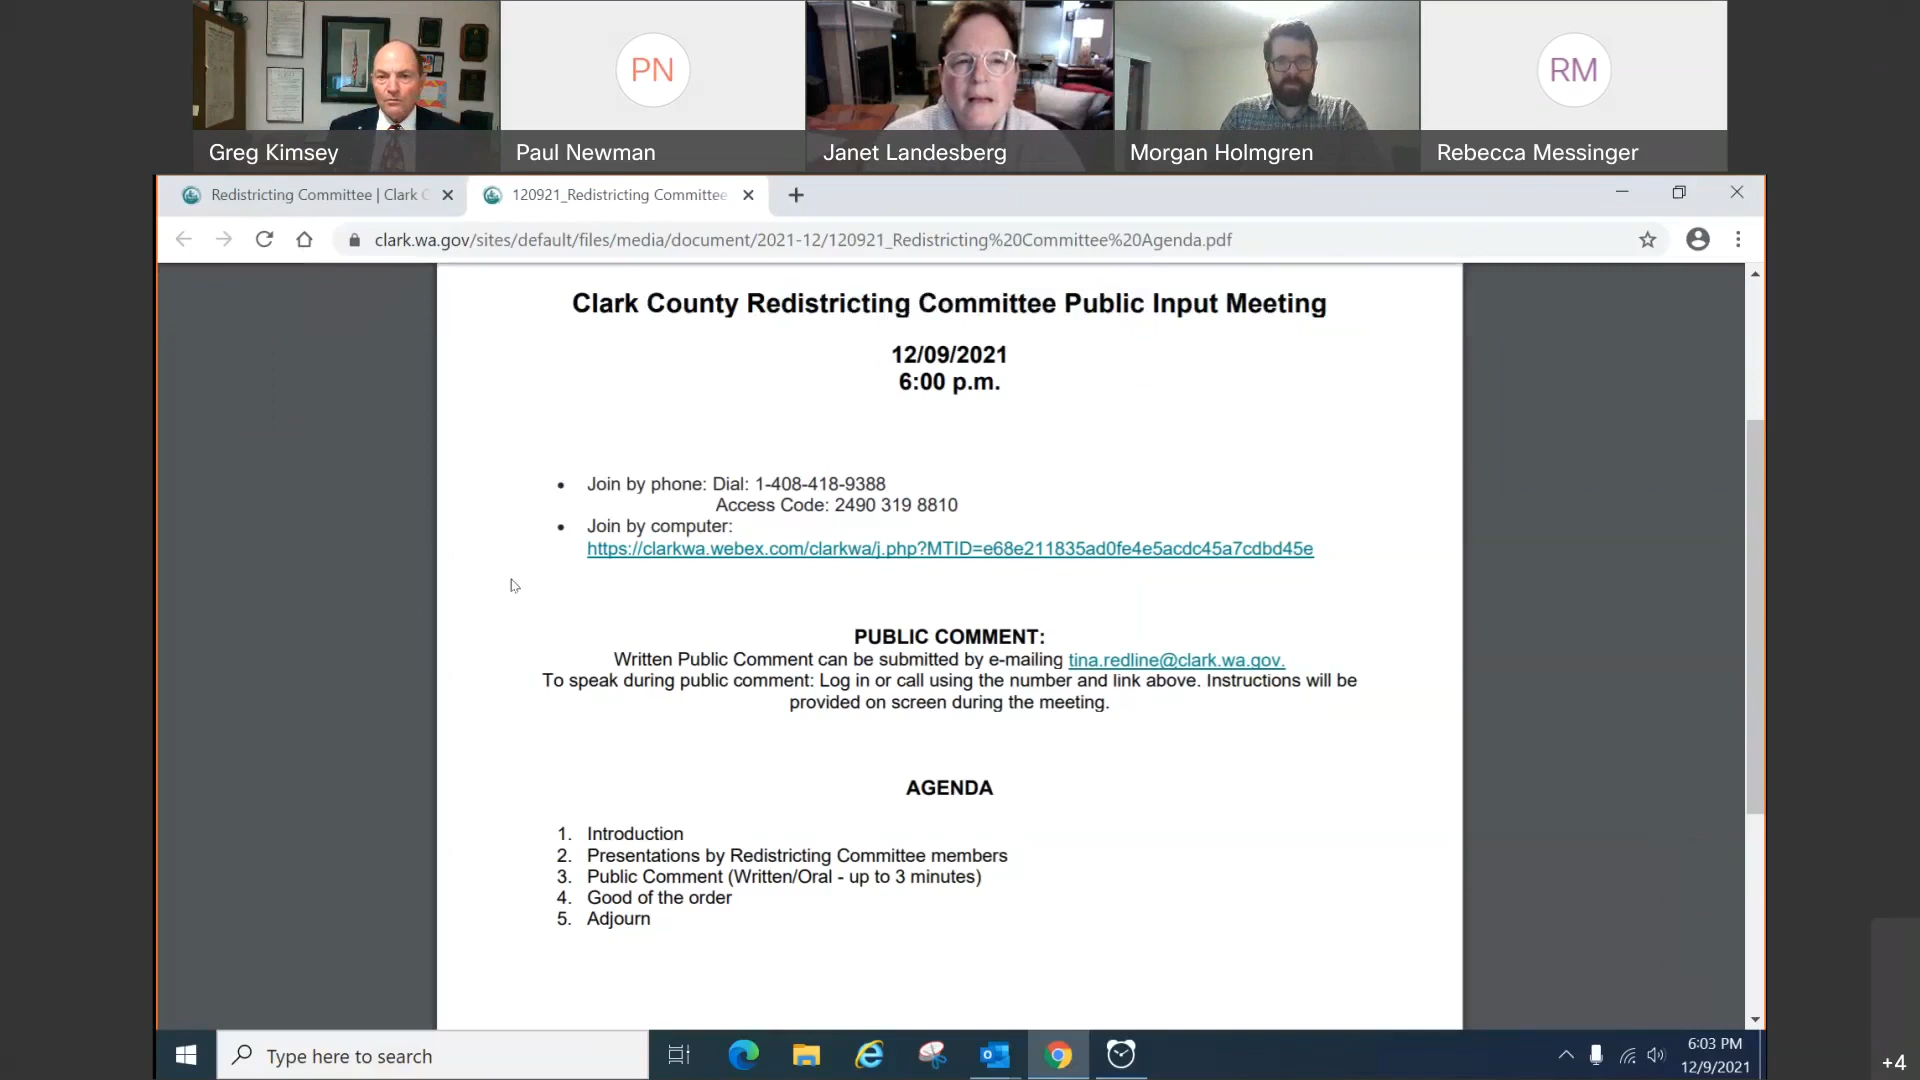 PN
RM
Greg Kimsey
Paul Newman
Janet Landesberg
Morgan Holmgren
Rebecca Messinger
Redistricting Committee | Clark C
120921_Redistricting Committee
clark.wa.gov/sites/default/files/media/document/2021-12/120921_Redistricting%20Committee%20Agenda.pdf
Clark County Redistricting Committee Public Input Meeting
12/09/2021
6:00 p.m.
• Join by phone: Dial: 1-408-418-9388
Access Code: 2490 319 8810
• Join by computer:
https://clarkwa.webex.com/clarkwa/j.php?MTID=e68e211835ad0fe4e5acdc45a7cdbd45e
PUBLIC COMMENT:
Written Public Comment can be submitted by e-mailing tina.redline@clark.wa.gov.
To speak during public comment: Log in or call using the number and link above. Instructions will be
provided on screen during the meeting.
AGENDA
1. Introduction
2. Presentations by Redistricting Committee members
3. Public Comment (Written/Oral - up to 3 minutes)
4. Good of the order
5. Adjourn
Type here to search
6:03 PM
12/9/2021
+4